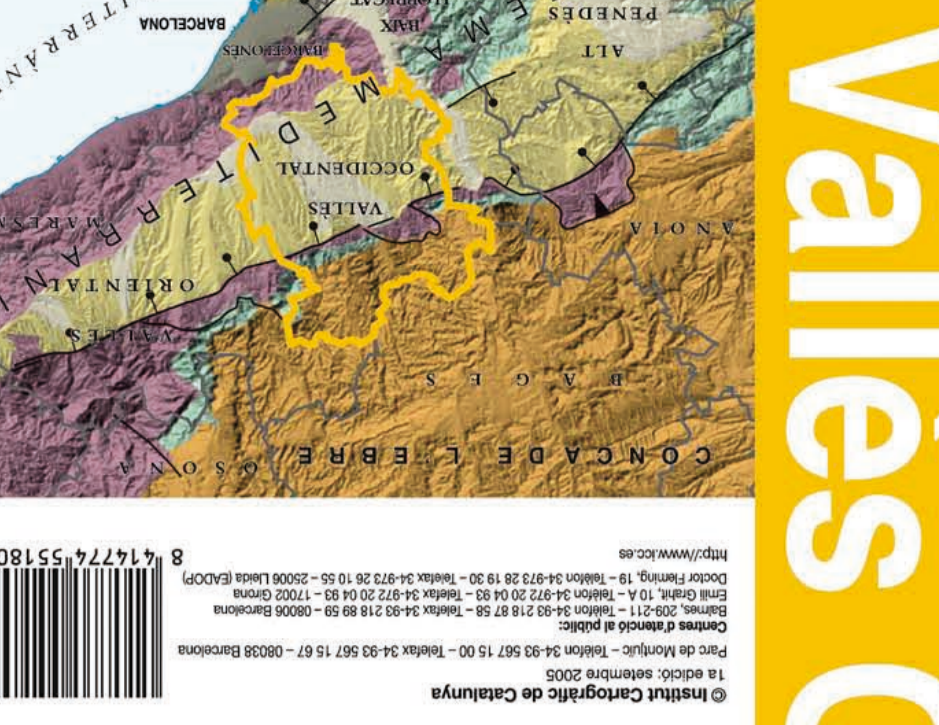 © Institut Cartogràfic de Catalunya
1a edició: setembre 2005
Parc de Montjuïc – Telèfon 34-93 567 15 00 – Telefax 34-93 567 15 67 – 08038 Barcelona
Centres d'atenció al públic:
Balmes, 209-211 – Telèfon 34-93 218 87 58 – Telefax 34-93 218 89 59 – 08006 Barcelona
Emili Grahit, 10 A – Telèfon 34-972 20 04 93 – Telefax 34-972 20 04 93 – 17002 Girona
Doctor Fleming, 19 – Telèfon 34-973 28 19 30 – Telefax 34-973 26 10 55 – 25006 Lleida (EADOP)
http://www.icc.es
8 414774 55180
CONCA DE L'EBRE
OSONA
BAGES
VALLÈS
ORIENTAL
ANOIA
VALLÈS
OCCIDENTAL
MEDITERRÀN
BARCELONÈS
BARCELONA
BAIX
ALT
PENEDÈS
Vallès